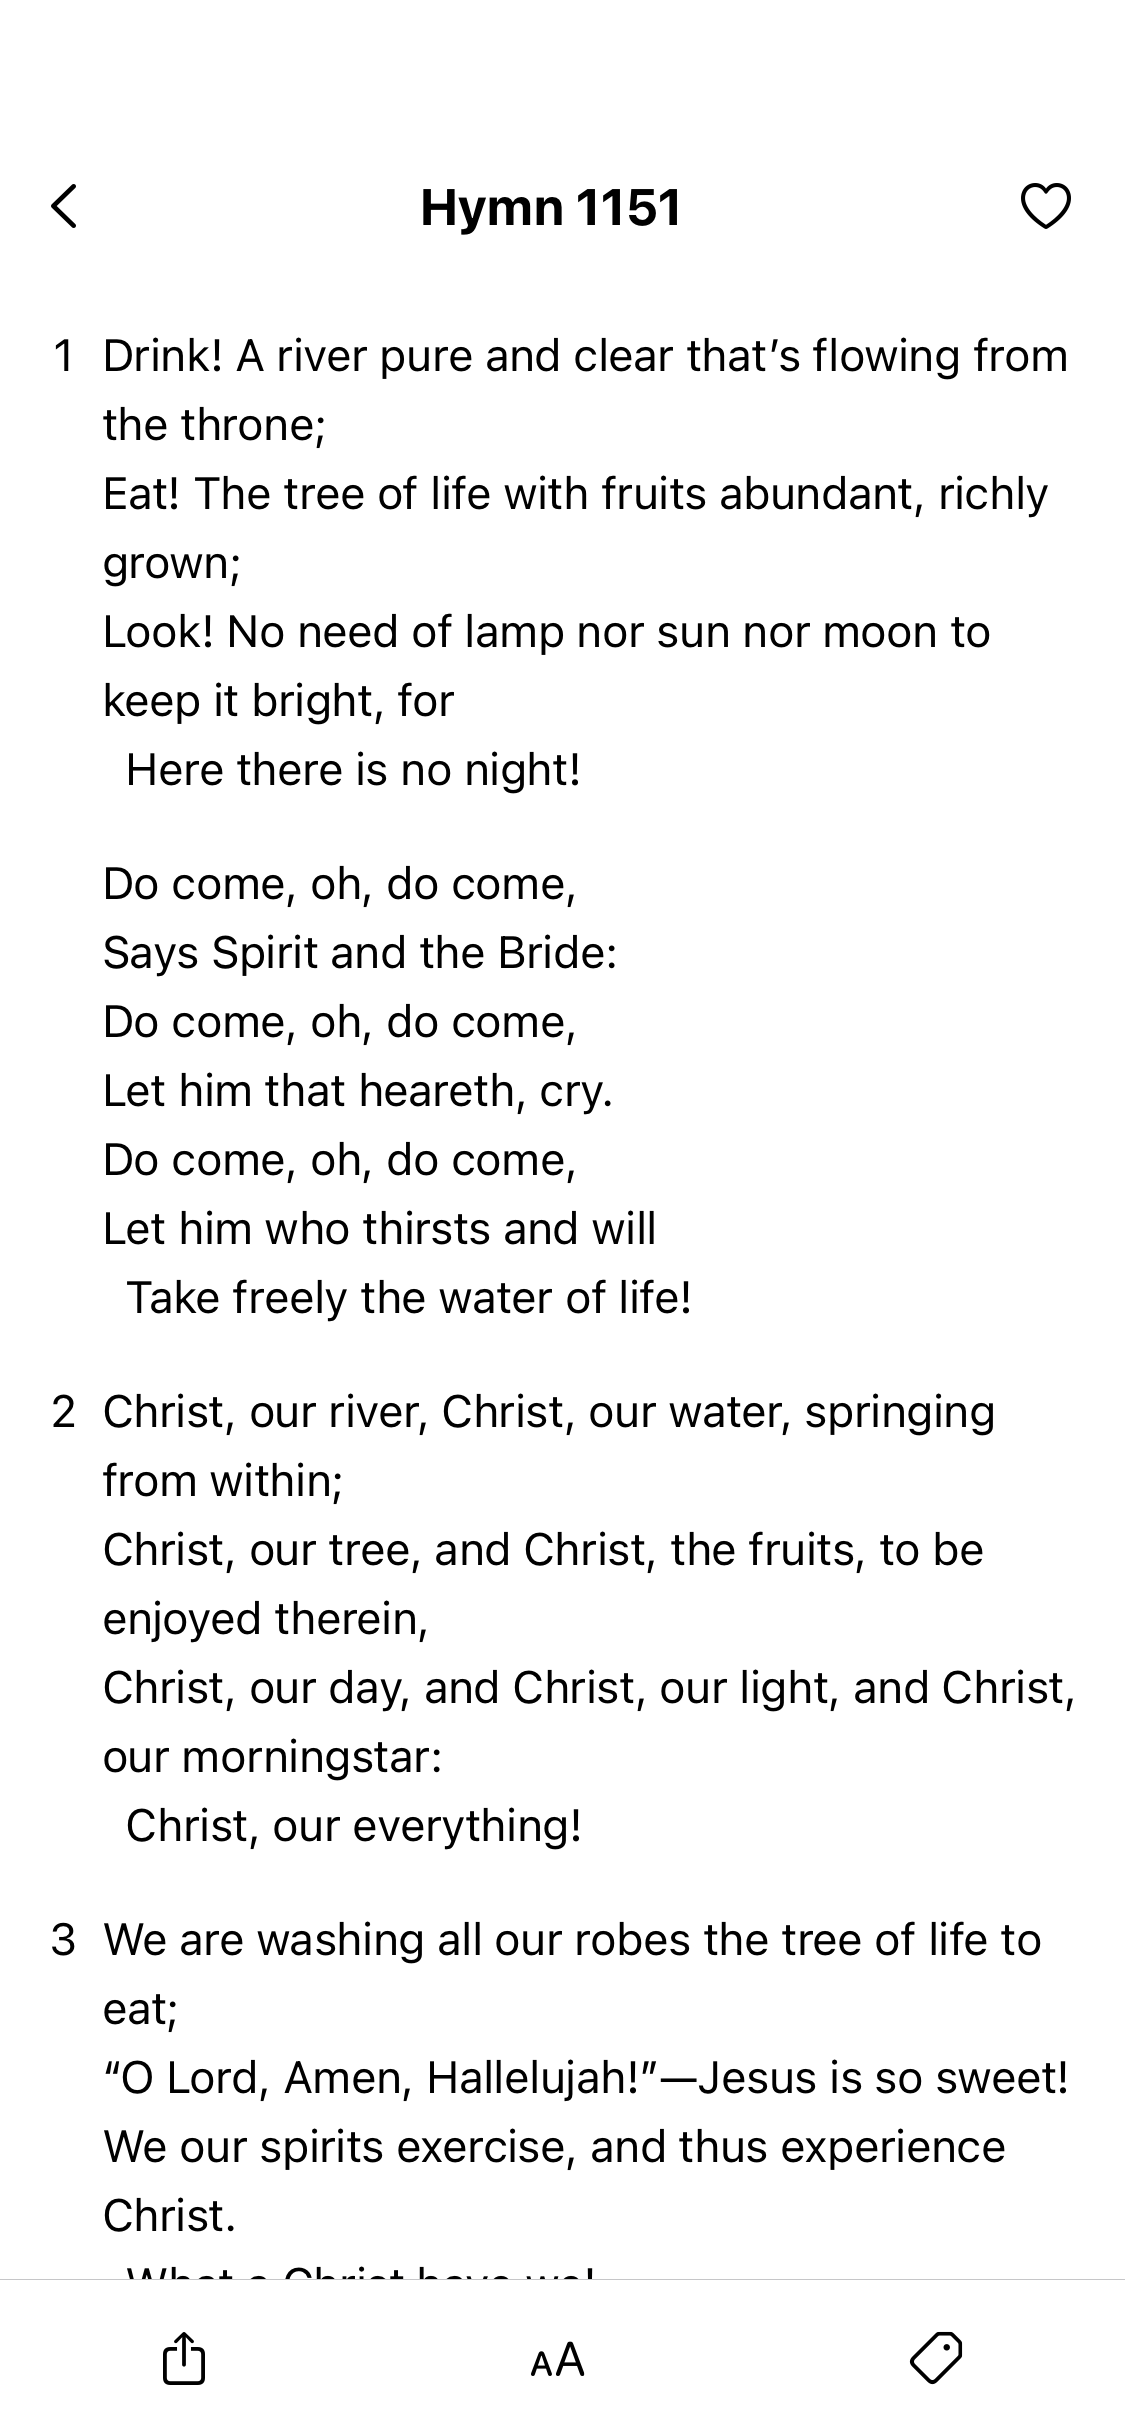 Hymn 1151
1 Drink! A river pure and clear that’s flowing from
the throne;
Eat! The tree of life with fruits abundant, richly
grown;
Look! No need of lamp nor sun nor moon to
keep it bright, for
Here there is no night!
Do come, oh, do come,
Says Spirit and the Bride:
Do come, oh, do come,
Let him that heareth, cry.
Do come, oh, do come,
Let him who thirsts and will
Take freely the water of life!
2 Christ, our river, Christ, our water, springing
from within;
Christ, our tree, and Christ, the fruits, to be
enjoyed therein,
Christ, our day, and Christ, our light, and Christ,
our morningstar:
Christ, our everything!
3 We are washing all our robes the tree of life to
eat;
“O Lord, Amen, Hallelujah!”—Jesus is so sweet!
We our spirits exercise, and thus experience
Christ.
What a Christ have we!
AA